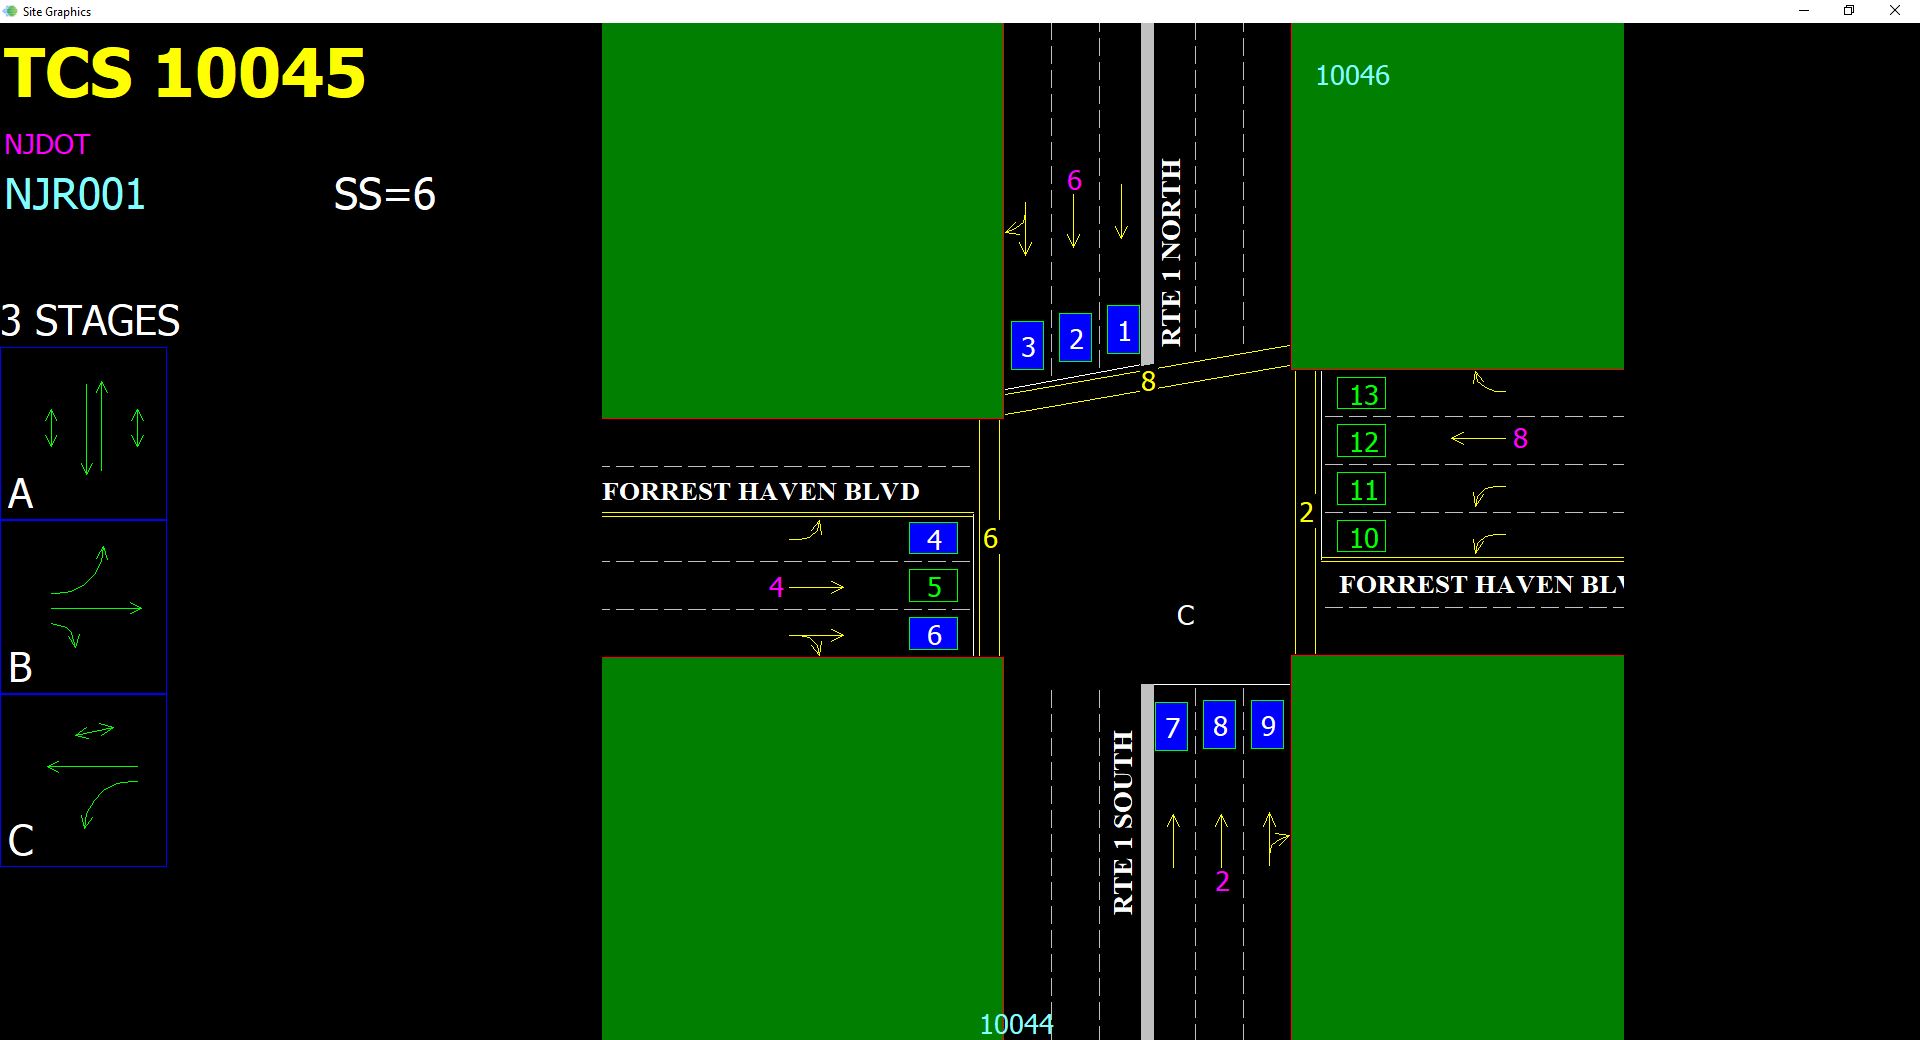 Site Graphics
TCS 10045
NJDOT
NJR001
SS=6
3 STAGES
A
B
C
10046
6
RTE 1 NORTH
3
2
1
8
13
12
8
11
10
2
FORREST HAVEN BLVD
FORREST HAVEN BLV
4
6
4
5
6
C
7
8
9
RTE 1 SOUTH
2
10044